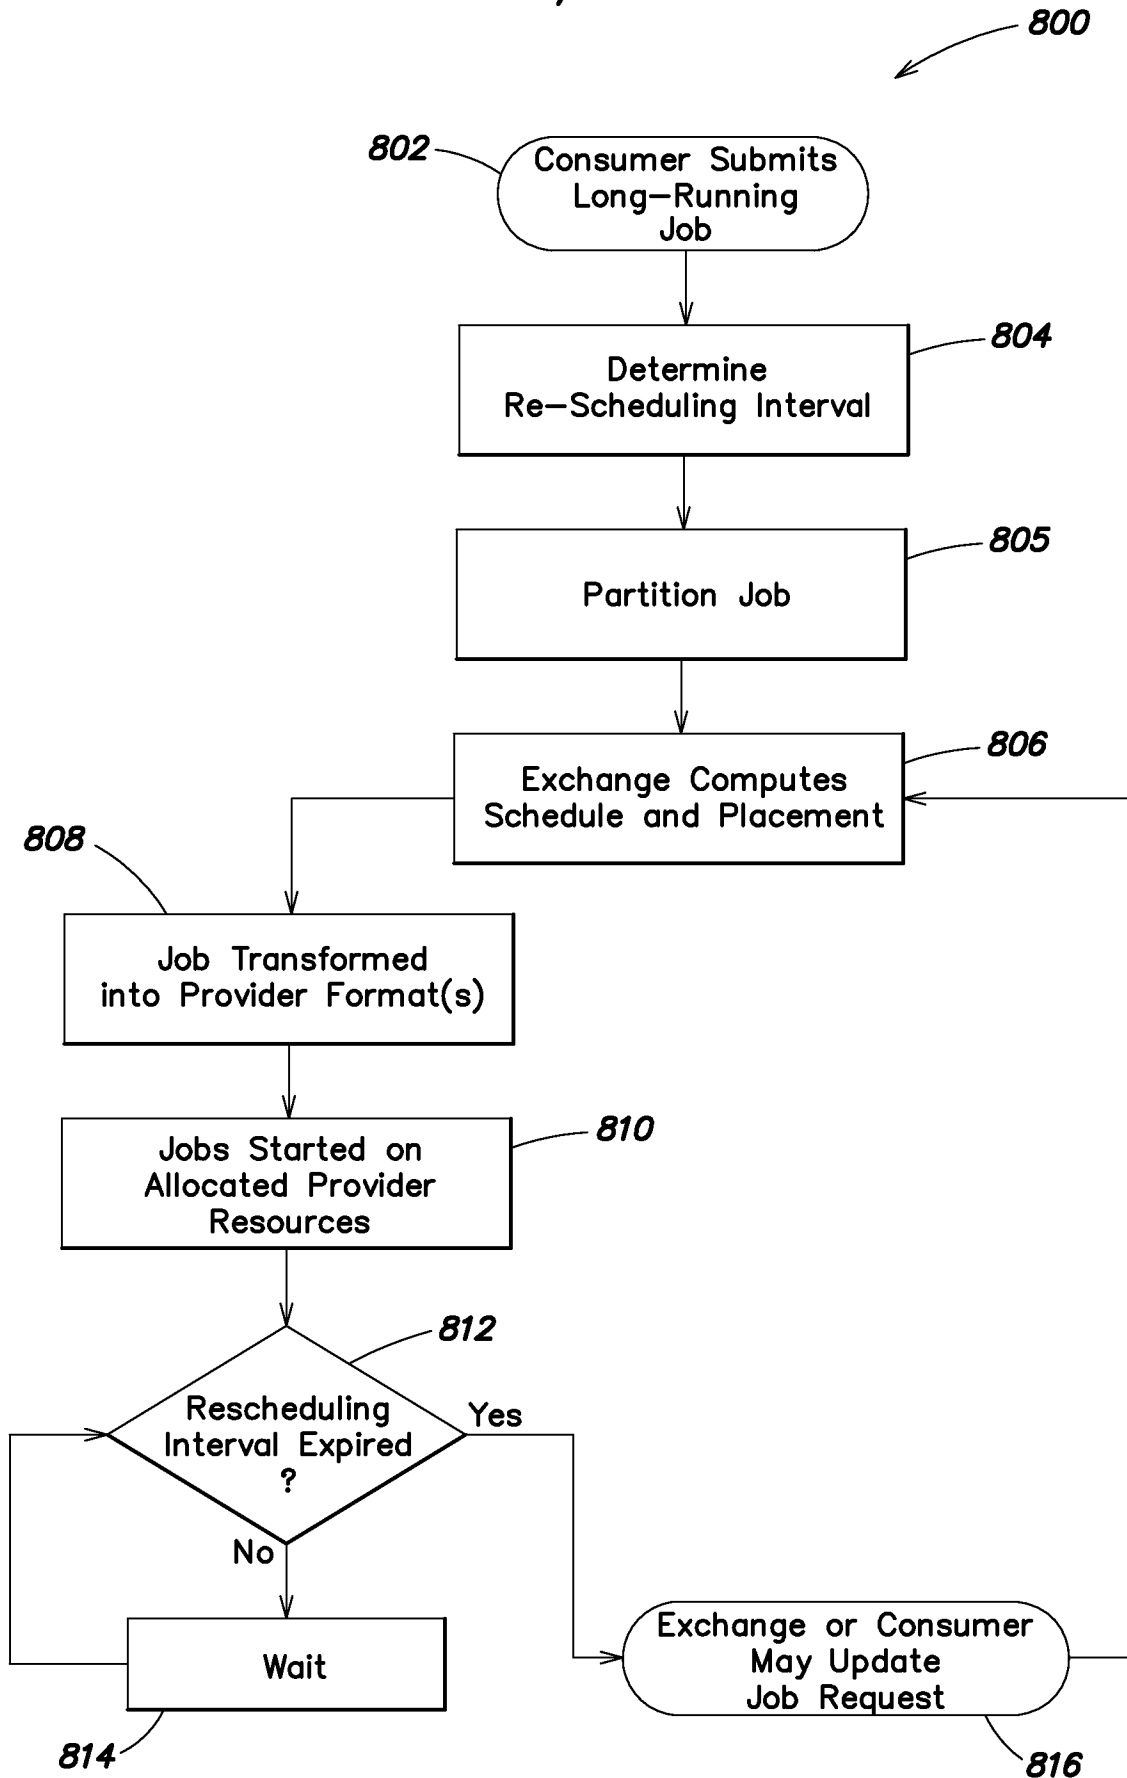 800
802
Consumer Submits
Long-Running
Job
804
Determine
Re-Scheduling Interval
805
Partition Job
806
Exchange Computes
Schedule and Placement
808
Job Transformed
into Provider Format(s)
810
Jobs Started on
Allocated Provider
Resources
812
Rescheduling
Interval Expired
?
Yes
No
Wait
814
Exchange or Consumer
May Update
Job Request
816